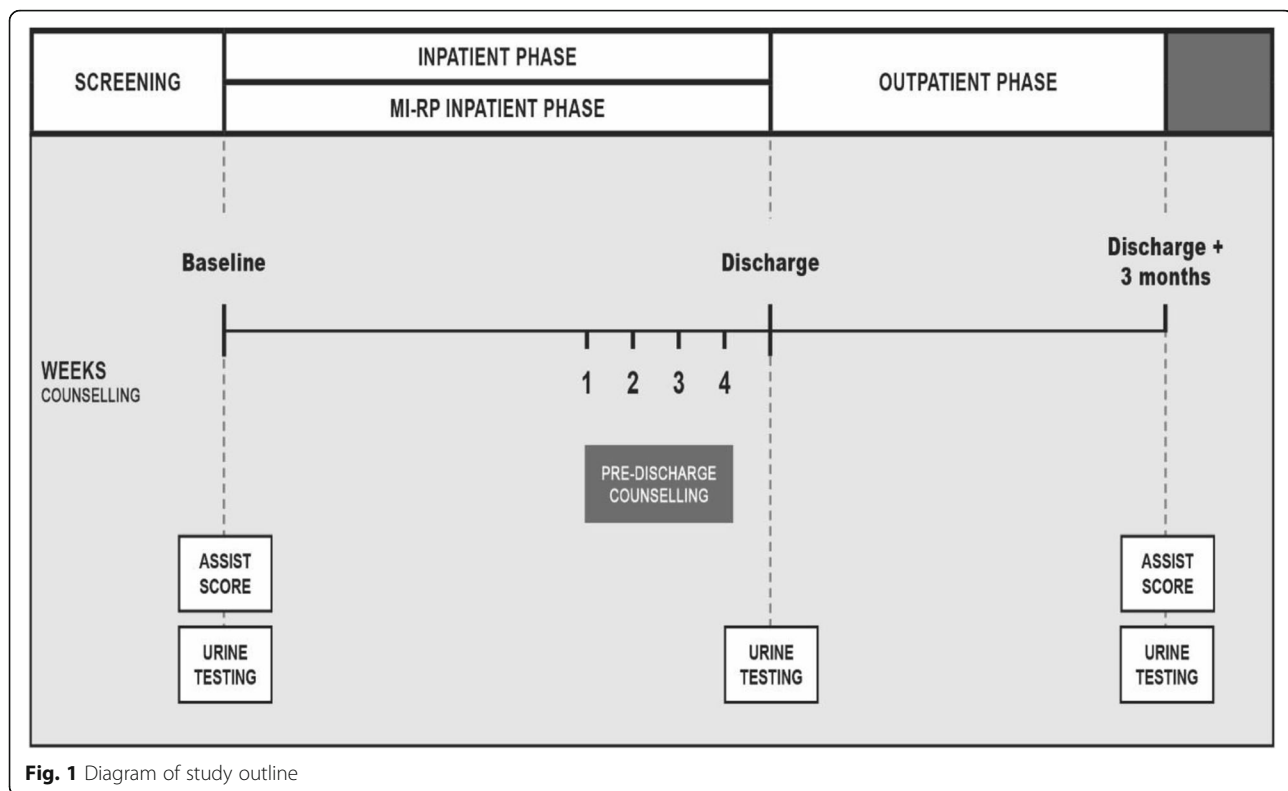 SCREENING
INPATIENT PHASE
MI-RP INPATIENT PHASE
OUTPATIENT PHASE
Baseline
Discharge
Discharge +
3 months
WEEKS
COUNSELLING
1 2 3 4
PRE-DISCHARGE
COUNSELLING
ASSIST
SCORE
URINE
TESTING
URINE
TESTING
ASSIST
SCORE
URINE
TESTING
Fig. 1 Diagram of study outline